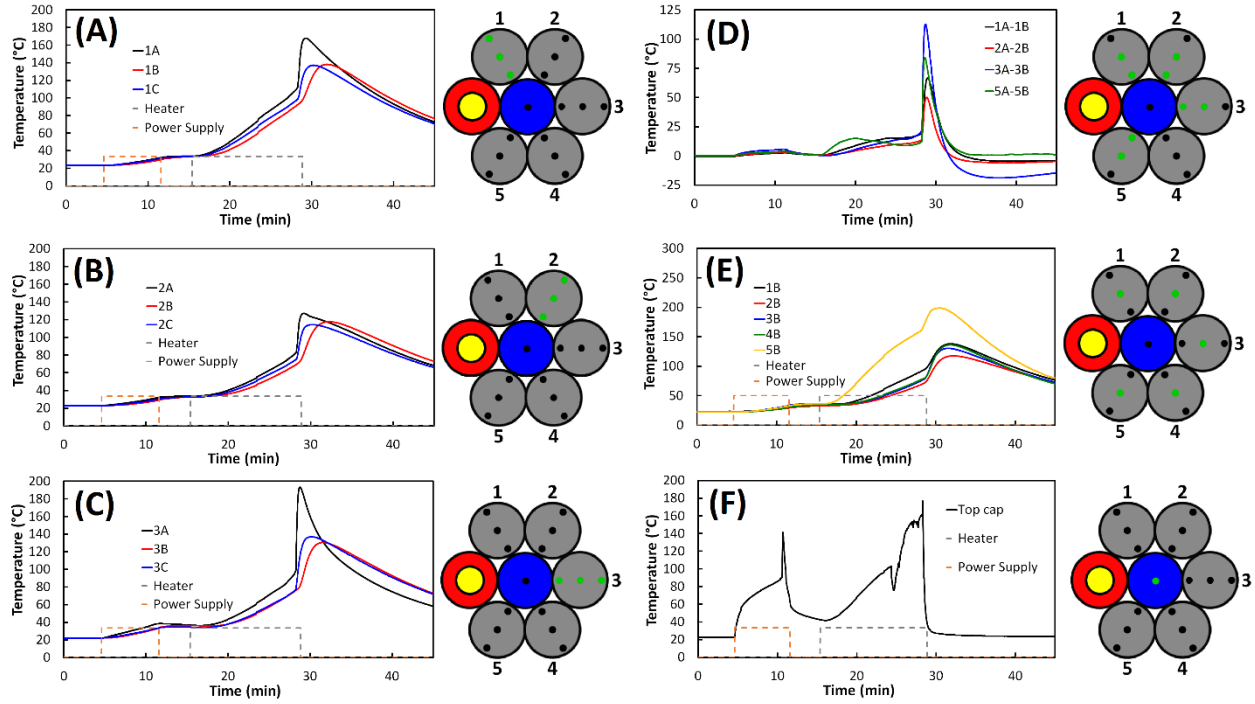 (A)
Temperature (°C)
200
180
160
140
120
100
80
60
40
20
0
1A
1B
1C
Heater
Power Supply
0 10 20 30 40
Time (min)
1 2
3
5 4
(D)
Temperature (°C)
125
100
75
50
25
0
-25
1A-1B
2A-2B
3A-3B
5A-5B
0 10 20 30 40
Time (min)
1 2
3
5 4
(B)
Temperature (°C)
200
180
160
140
120
100
80
60
40
20
0
2A
2B
2C
Heater
Power Supply
0 10 20 30 40
Time (min)
1 2
3
5 4
(E)
Temperature (°C)
300
250
200
150
100
50
0
1B
2B
3B
4B
5B
Heater
Power Supply
0 10 20 30 40
Time (min)
1 2
3
5 4
(C)
Temperature (°C)
200
180
160
140
120
100
80
60
40
20
0
3A
3B
3C
Heater
Power Supply
0 10 20 30 40
Time (min)
1 2
3
5 4
(F)
Temperature (°C)
200
180
160
140
120
100
80
60
40
20
0
Top cap
Heater
Power Supply
0 10 20 30 40
Time (min)
1 2
3
5 4